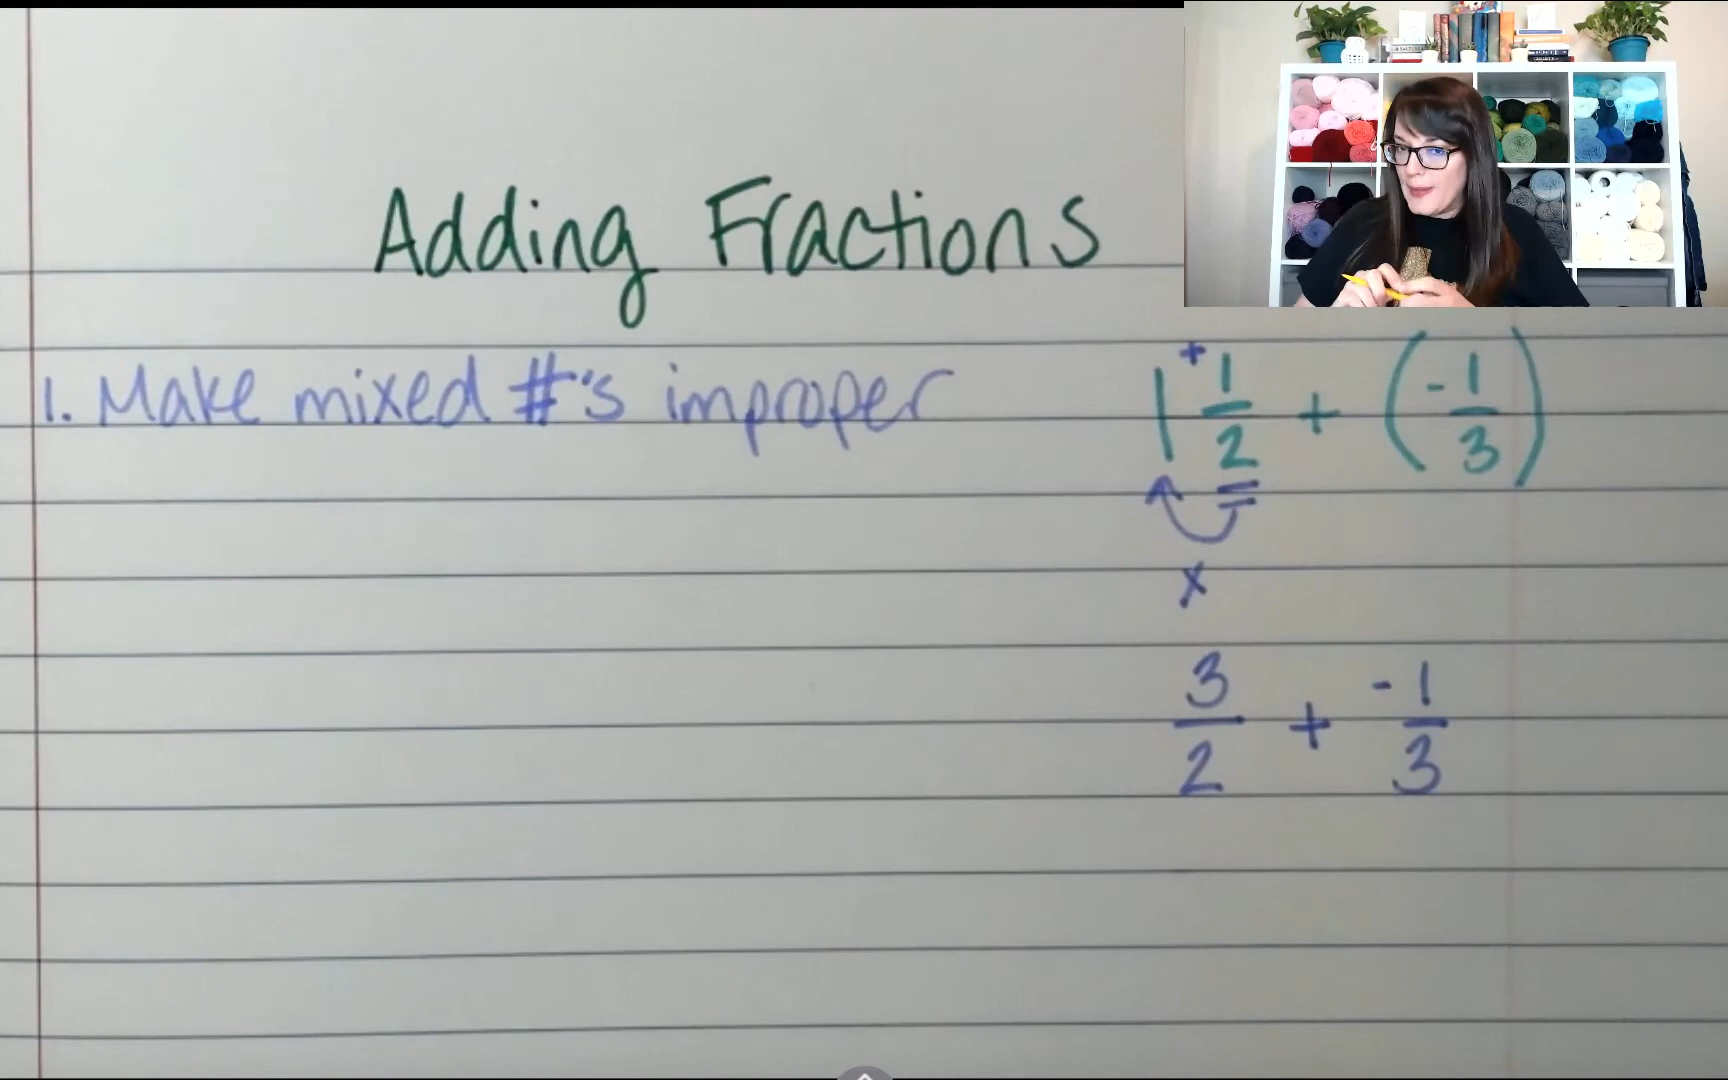 Adding Fractions
1. Make mixed #'s improper
1 + 1/2 + (-1/3)
x
3/2 + -1/3